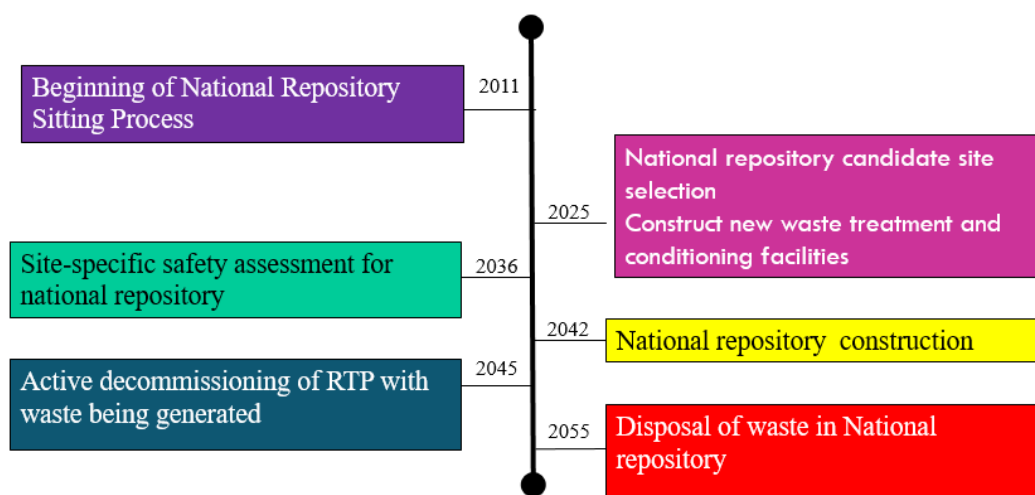 2011
Beginning of National Repository
Sitting Process
National repository candidate site
selection
2025
Construct new waste treatment and
conditioning facilities
2036
Site-specific safety assessment for
national repository
2042
National repository construction
2045
Active decommissioning of RTP with
waste being generated
2055
Disposal of waste in National
repository